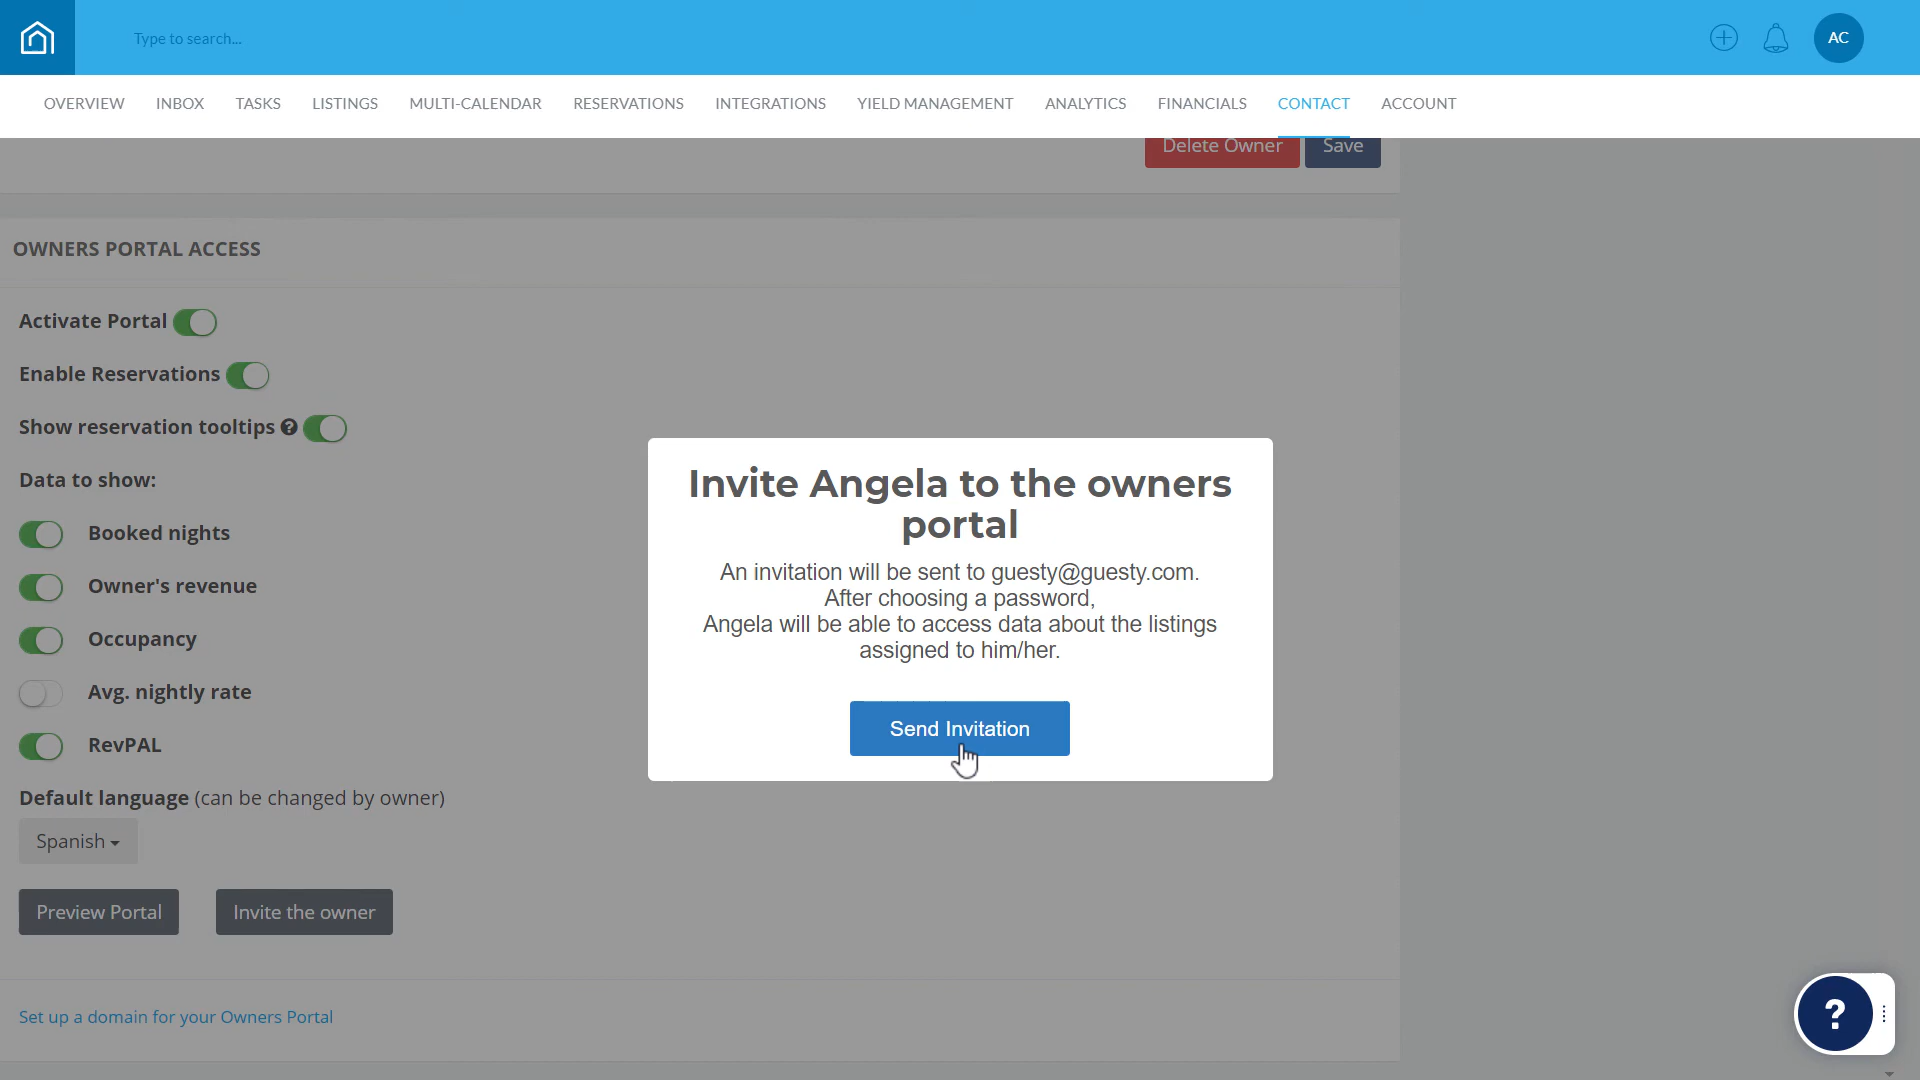 Type to search...
AC
OVERVIEW INBOX TASKS LISTINGS MULTI-CALENDAR RESERVATIONS INTEGRATIONS YIELD MANAGEMENT ANALYTICS FINANCIALS CONTACT ACCOUNT
Delete Owner Save
OWNERS PORTAL ACCESS
Activate Portal
Enable Reservations
Show reservation tooltips ?
Data to show:
Booked nights
Owner's revenue
Occupancy
Avg. nightly rate
RevPAL
Default language (can be changed by owner)
Spanish
Preview Portal Invite the owner
Set up a domain for your Owners Portal
Invite Angela to the owners
portal
An invitation will be sent to guesty@guesty.com.
After choosing a password,
Angela will be able to access data about the listings
assigned to him/her.
Send Invitation
?